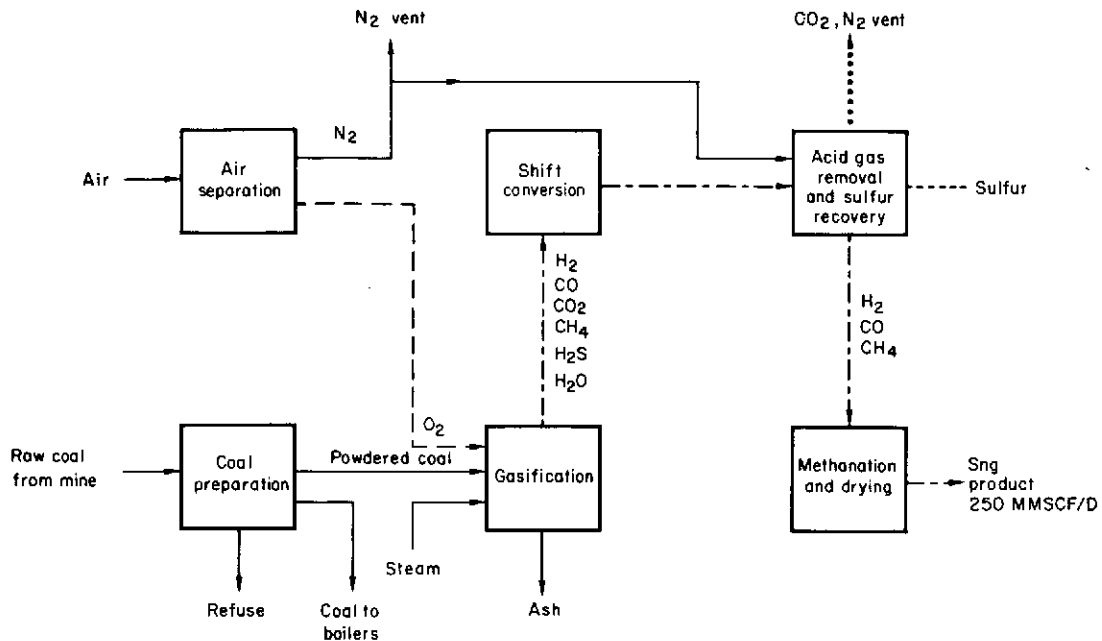 N2 vent
CO2, N2 vent
N2
Air
Air
separation
Shift
conversion
Acid gas
removal
and sulfur
recovery
Sulfur
H2
CO
CO2
CH4
H2S
H2O
H2
CO
CH4
O2
Raw coal
from mine
Coal
preparation
Powdered coal
Gasification
Methanation
and drying
Sng
product
250 MMSCF/D
Steam
Refuse
Coal to
boilers
Ash